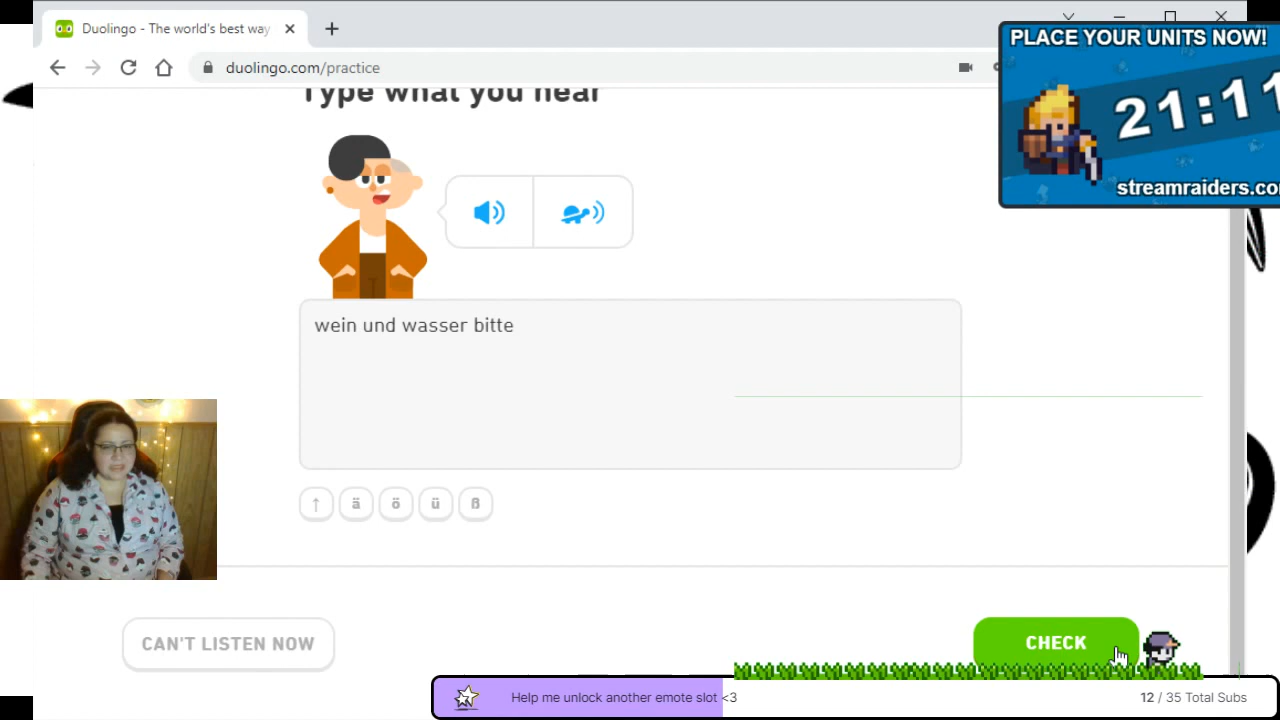 Duolingo - The world's best way
duolingo.com/practice
PLACE YOUR UNITS NOW!
21:11
streamraiders.co
Type what you hear
wein und wasser bitte
↑ ä ö ü ß
CAN'T LISTEN NOW
CHECK
Help me unlock another emote slot <3
12 / 35 Total Subs